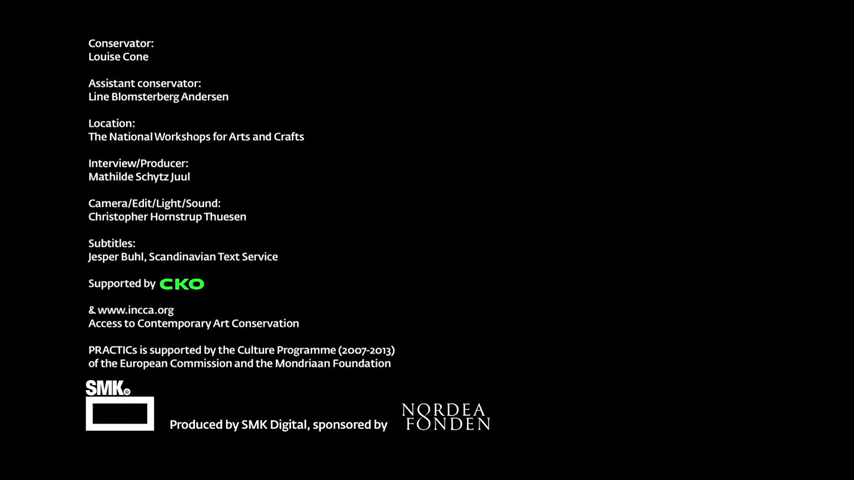 Conservator:
Louise Cone
Assistant conservator:
Line Blomsterberg Andersen
Location:
The National Workshops for Arts and Crafts
Interview/Producer:
Mathilde Schytz Juul
Camera/Edit/Light/Sound:
Christopher Hornstrup Thuesen
Subtitles:
Jesper Buhl, Scandinavian Text Service
Supported by CKO
& www.incca.org
Access to Contemporary Art Conservation
PRACTICs is supported by the Culture Programme (2007-2013)
of the European Commission and the Mondriaan Foundation
SMK
Produced by SMK Digital, sponsored by
NORDEA
FONDEN